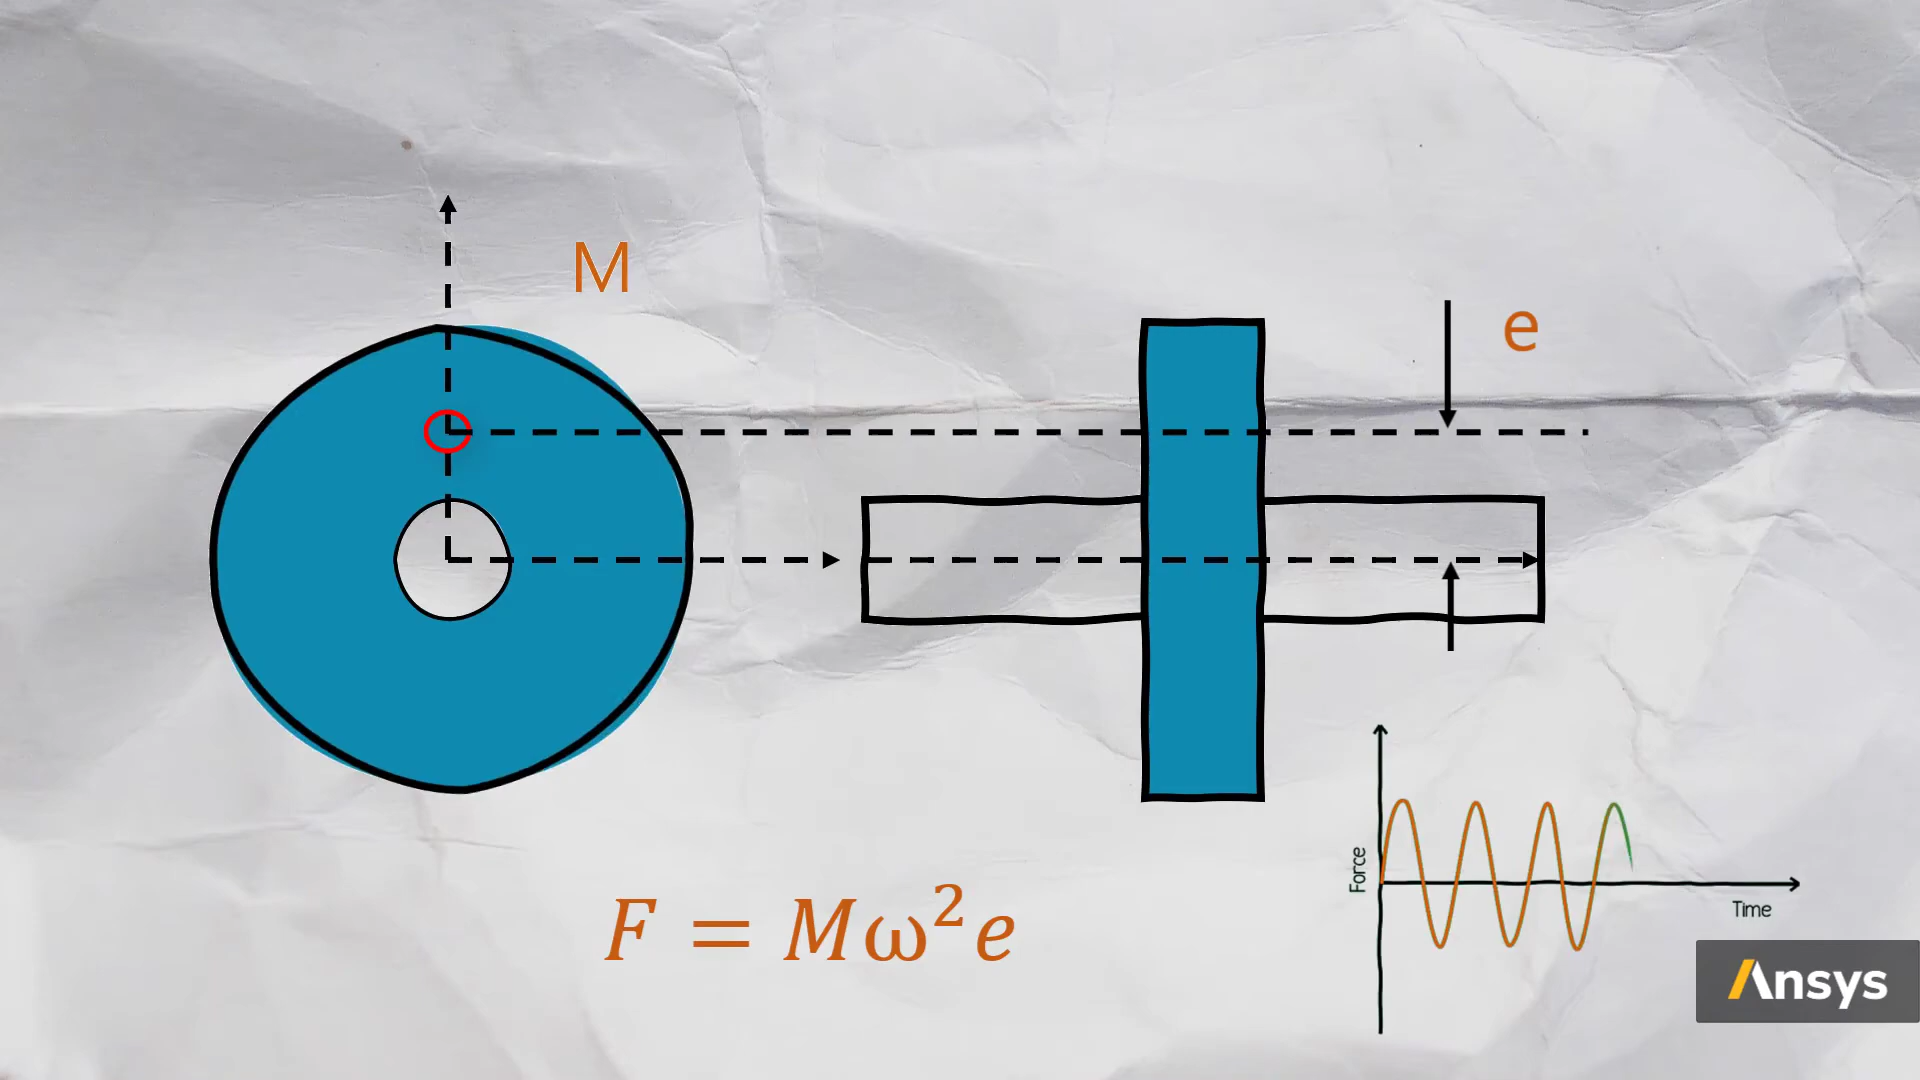 M
e
F = Mω²e
Force
Time
Ansys